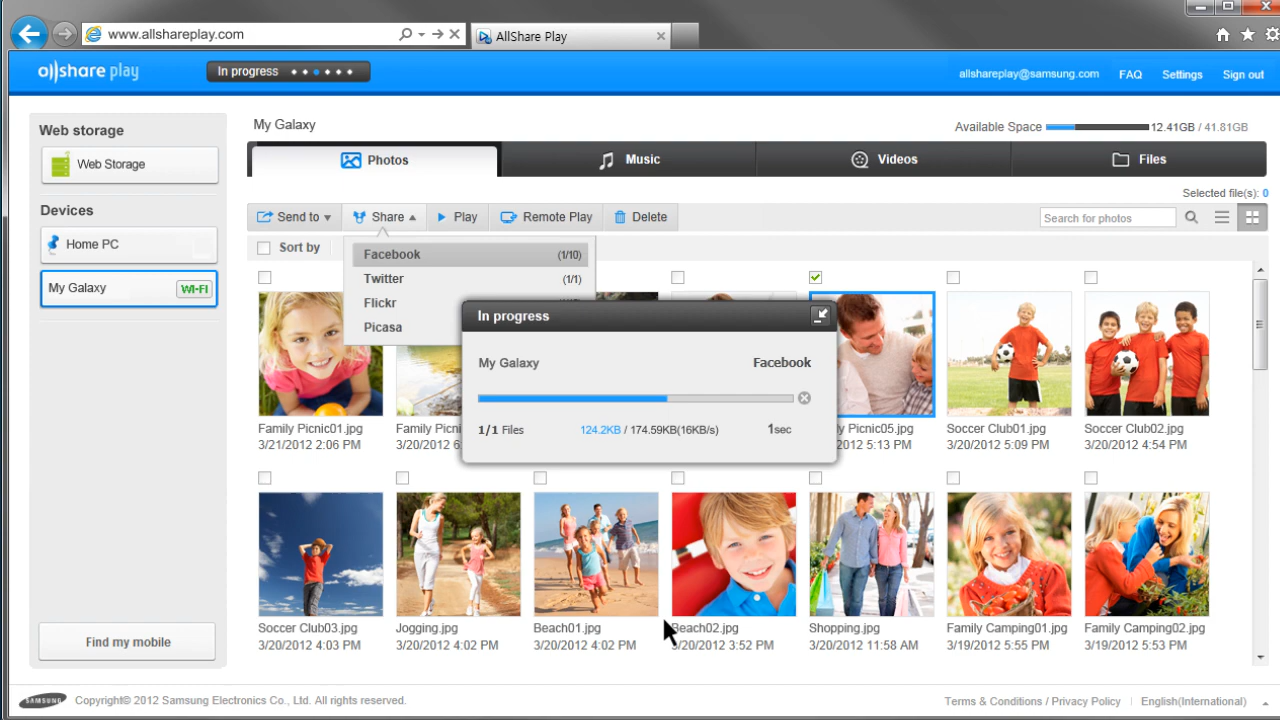 www.allshareplay.com
AllShare Play
allshare play
In progress
allshareplay@samsung.com FAQ Settings Sign out
Web storage
Web Storage
Devices
Home PC
My Galaxy WI-FI
Find my mobile
My Galaxy
Available Space 12.41GB / 41.81GB
Photos Music Videos Files
Selected file(s): 0
Send to Share Play Remote Play Delete
Search for photos
Sort by
Facebook (1/10)
Twitter (1/1)
Flickr
Picasa
In progress
My Galaxy Facebook
1/1 Files 124.2KB / 174.59KB(16KB/s) 1sec
Family Picnic01.jpg
3/21/2012 2:06 PM
Family Picni
3/20/2012 6
y Picnic05.jpg
2 5:13 PM
Soccer Club01.jpg
3/20/2012 5:09 PM
Soccer Club02.jpg
3/20/2012 4:54 PM
Soccer Club03.jpg
3/20/2012 4:03 PM
Jogging.jpg
3/20/2012 4:02 PM
Beach01.jpg
3/20/2012 4:02 PM
Beach02.jpg
3/20/2012 3:52 PM
Shopping.jpg
3/20/2012 11:58 AM
Family Camping01.jpg
3/19/2012 5:55 PM
Family Camping02.jpg
3/19/2012 5:53 PM
SAMSUNG Copyright© 2012 Samsung Electronics Co., Ltd. All rights reserved.
Terms & Conditions / Privacy Policy English(International)